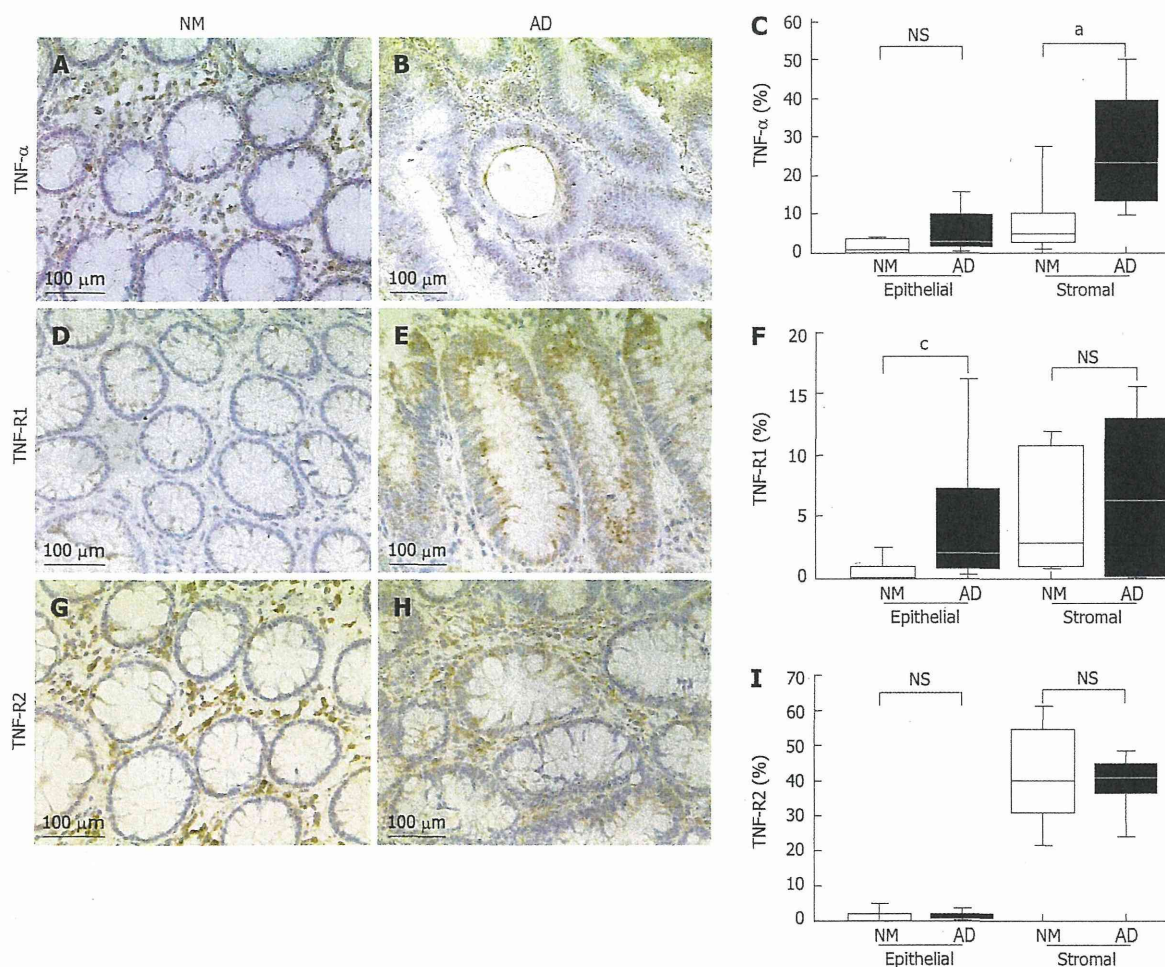 NM
AD
TNF-α
A
100 μm
B
100 μm
C
TNF-α (%)
60
50
40
30
20
10
0
NS
a
NM
AD
NM
AD
Epithelial
Stromal
TNF-R1
D
100 μm
E
100 μm
F
TNF-R1 (%)
20
15
10
5
0
c
NS
NM
AD
NM
AD
Epithelial
Stromal
TNF-R2
G
100 μm
H
100 μm
I
TNF-R2 (%)
70
60
50
40
30
20
10
0
NS
NS
NM
AD
NM
AD
Epithelial
Stromal